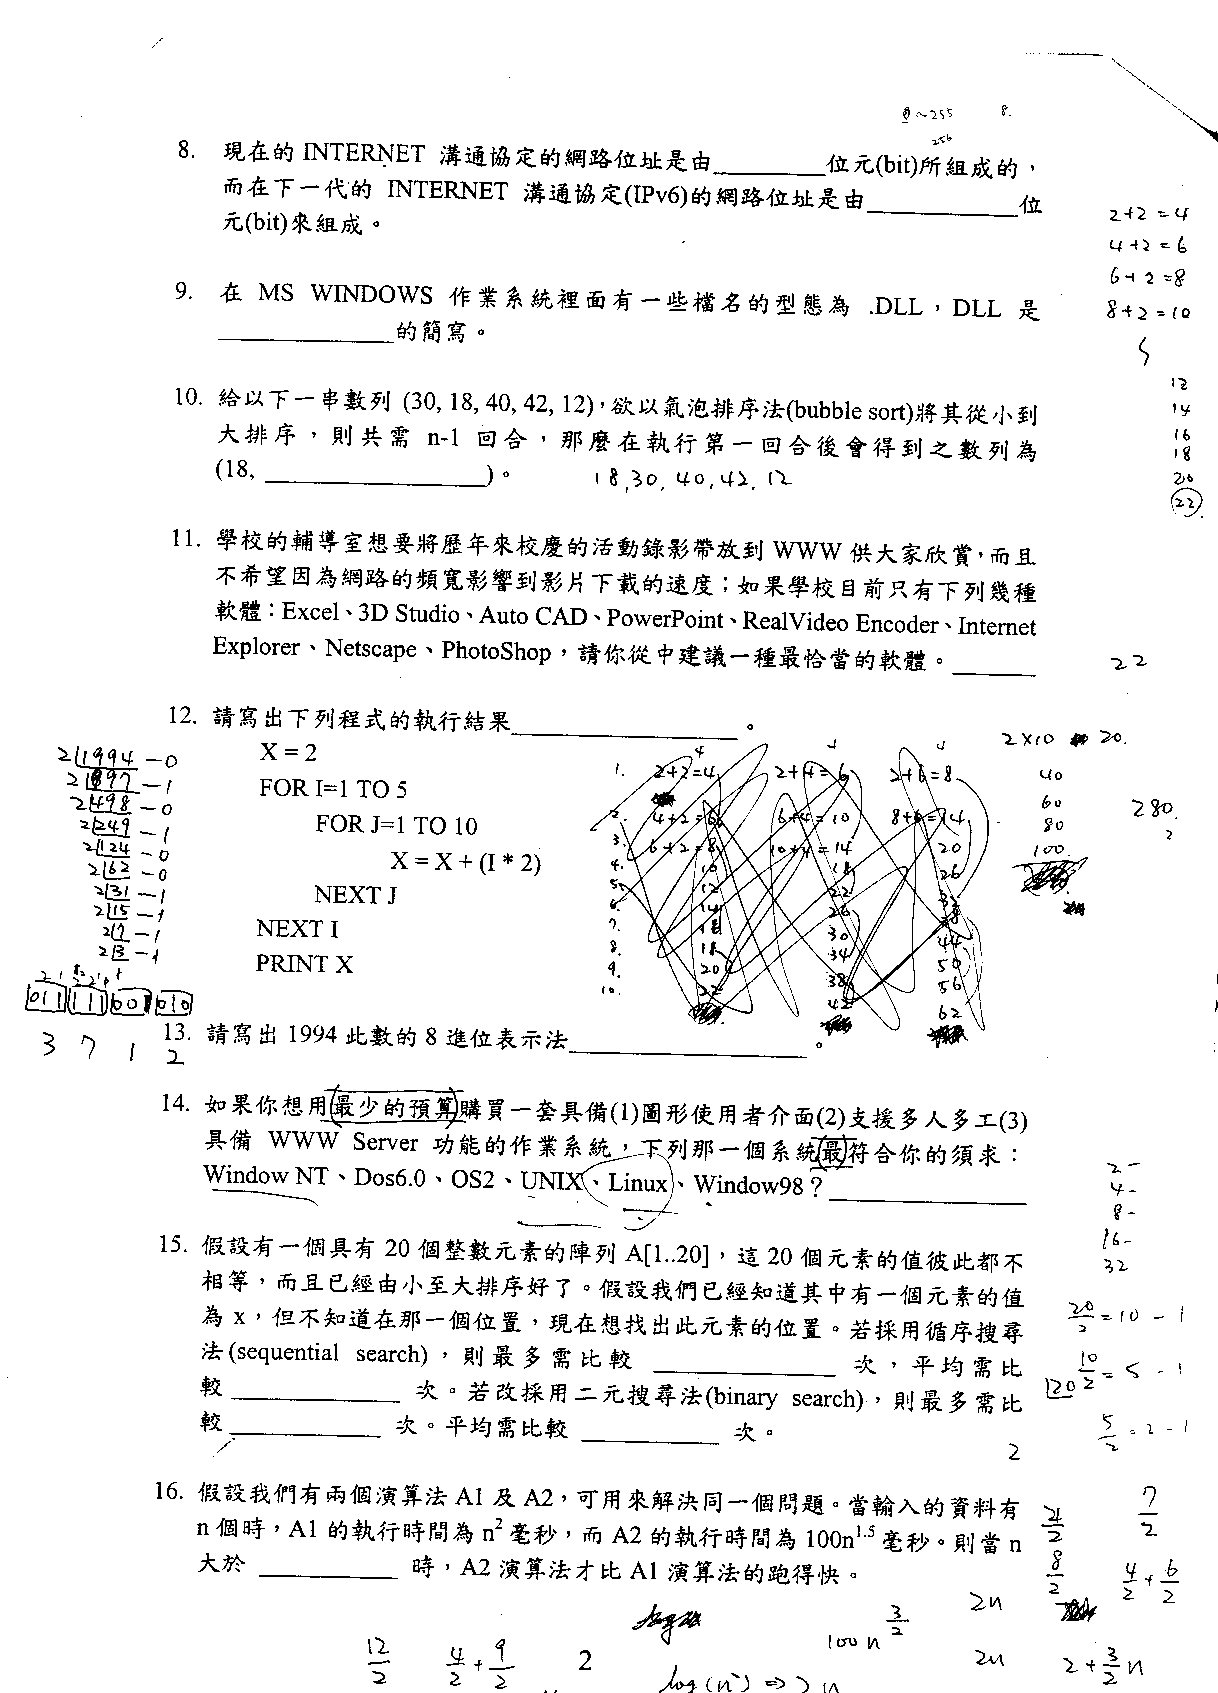 0~255 8.
256
8. 現在的 INTERNET 溝通協定的網路位址是由________位元(bit)所組成的，
而在下一代的 INTERNET 溝通協定(IPv6)的網路位址是由___________位
元(bit)來組成。
2+2=4
4+2=6
6+2=8
8+2=10
9. 在 MS WINDOWS 作業系統裡面有一些檔名的型態為 .DLL，DLL 是
_____________的簡寫。
12
14
16
18
20
22
10. 給以下一串數列 (30, 18, 40, 42, 12)，欲以氣泡排序法(bubble sort)將其從小到
大排序，則共需 n-1 回合，那麼在執行第一回合後會得到之數列為
(18, ________________)。
18,30,40,42,12
11. 學校的輔導室想要將歷年來校慶的活動錄影帶放到 WWW 供大家欣賞，而且
不希望因為網路的頻寬影響到影片下載的速度；如果學校目前只有下列幾種
軟體：Excel、3D Studio、Auto CAD、PowerPoint、RealVideo Encoder、Internet
Explorer、Netscape、PhotoShop，請你從中建議一種最恰當的軟體。______
22
12. 請寫出下列程式的執行結果________________。
X = 2
FOR I=1 TO 5
FOR J=1 TO 10
X = X + (I * 2)
NEXT J
NEXT I
PRINT X
2|1994-0
2|997-1
2|498-0
2|249-1
2|124-0
2|62-0
2|31-1
2|15-1
2|7-1
2|3-1
011 111 001 010
3 7 1 2
1. 2+2=4 2+4=6 2+6=8
2. 4+2=6 6+4=10 8+6=14
3. 6+2=8 10+4=14 20
4. 10 18 26
5. 12 22 32
6. 14 26 38
7. 16 30 44
8. 18 34 50
9. 20 38 56
10. 22 42 62
2×10 20.
40
60
80
100
280
2
13. 請寫出 1994 此數的 8 進位表示法_________________。
14. 如果你想用最少的預算購買一套具備(1)圖形使用者介面(2)支援多人多工(3)
具備 WWW Server 功能的作業系統，下列那一個系統最符合你的須求：
Window NT、Dos6.0、OS2、UNIX、Linux、Window98？______________
2-
4-
8-
16-
32
15. 假設有一個具有 20 個整數元素的陣列 A[1..20]，這 20 個元素的值彼此都不
相等，而且已經由小至大排序好了。假設我們已經知道其中有一個元素的值
為 x，但不知道在那一個位置，現在想找出此元素的位置。若採用循序搜尋
法(sequential search)，則最多需比較 _____________ 次，平均需比
較____________ 次。若改採用二元搜尋法(binary search)，則最多需比
較___________ 次。平均需比較 __________ 次。
20/2=10-1
10/2=5-1
120
5/2=2-1
2
16. 假設我們有兩個演算法 A1 及 A2，可用來解決同一個問題。當輸入的資料有
n 個時，A1 的執行時間為 n² 毫秒，而 A2 的執行時間為 100n¹·⁵ 毫秒。則當 n
大於 __________ 時，A2 演算法才比 A1 演算法的跑得快。
7/2
8/2
4/2+6/2
100 n 3/2
2n
2n
2+3/2n
12/2
4/2+9/2
2